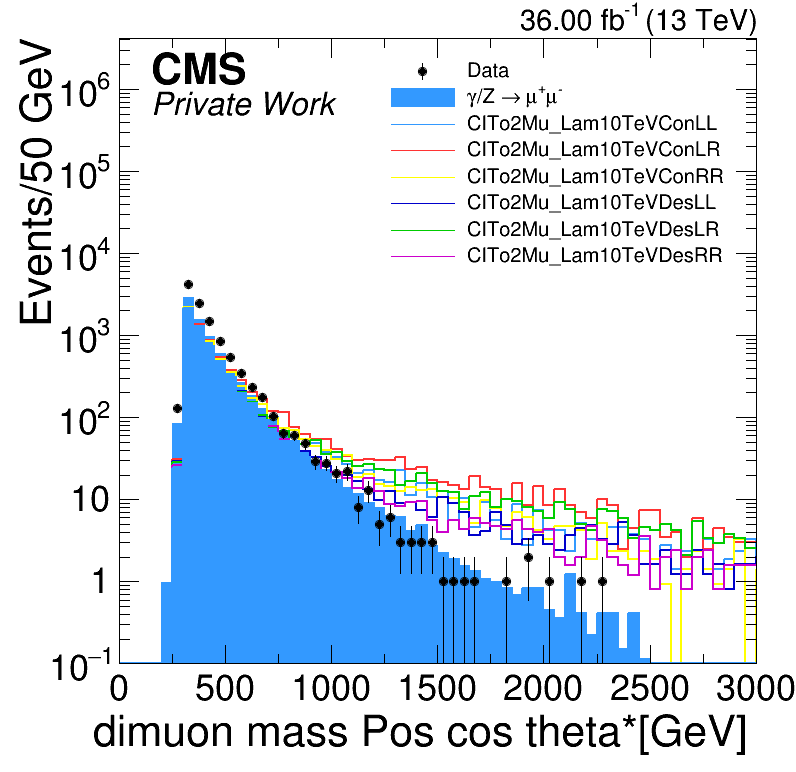 36.00 fb⁻¹ (13 TeV)
CMS
Private Work
Data
γ/Z → μ⁺μ⁻
CITo2Mu_Lam10TeVConLL
CITo2Mu_Lam10TeVConLR
CITo2Mu_Lam10TeVConRR
CITo2Mu_Lam10TeVDesLL
CITo2Mu_Lam10TeVDesLR
CITo2Mu_Lam10TeVDesRR
Events/50 GeV
10⁶
10⁵
10⁴
10³
10²
10
1
10⁻¹
0 500 1000 1500 2000 2500 3000
dimuon mass Pos cos theta*[GeV]